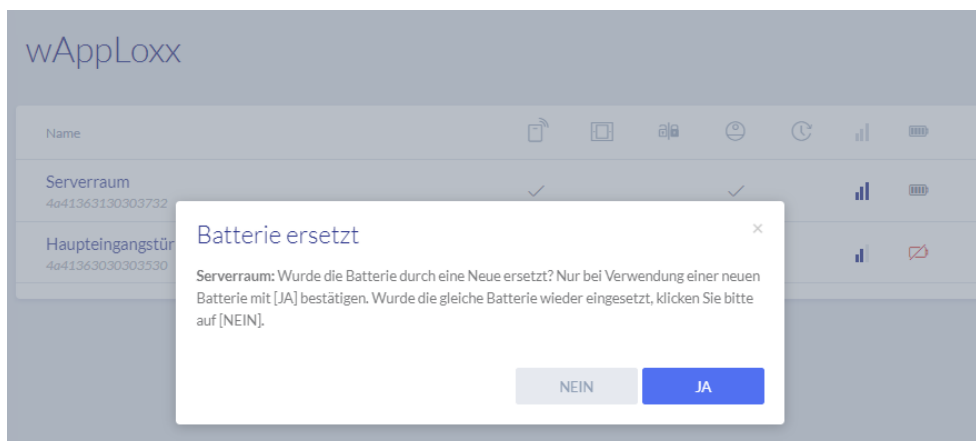 wAppLoxx
Name
Serverraum
4a41363130303732
Haupteingangstür
4a41363030303530
Batterie ersetzt
Serverraum: Wurde die Batterie durch eine Neue ersetzt? Nur bei Verwendung einer neuen
Batterie mit [JA] bestätigen. Wurde die gleiche Batterie wieder eingesetzt, klicken Sie bitte
auf [NEIN].
NEIN
JA